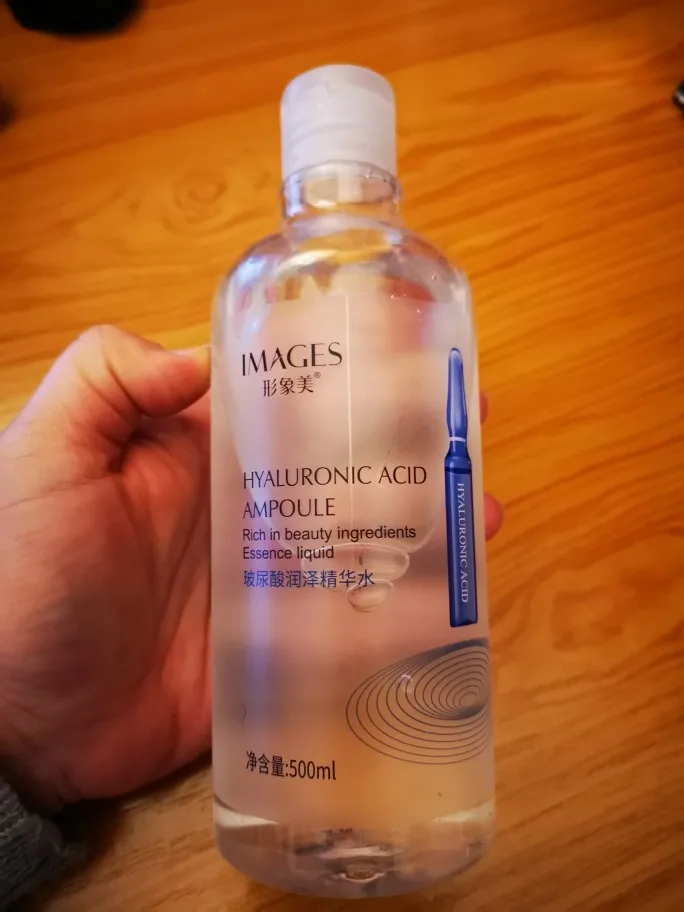 IMAGES
形象美®
HYALURONIC ACID
AMPOULE
Rich in beauty ingredients
Essence liquid
玻尿酸润泽精华水
HYALURONIC ACID
净含量:500ml